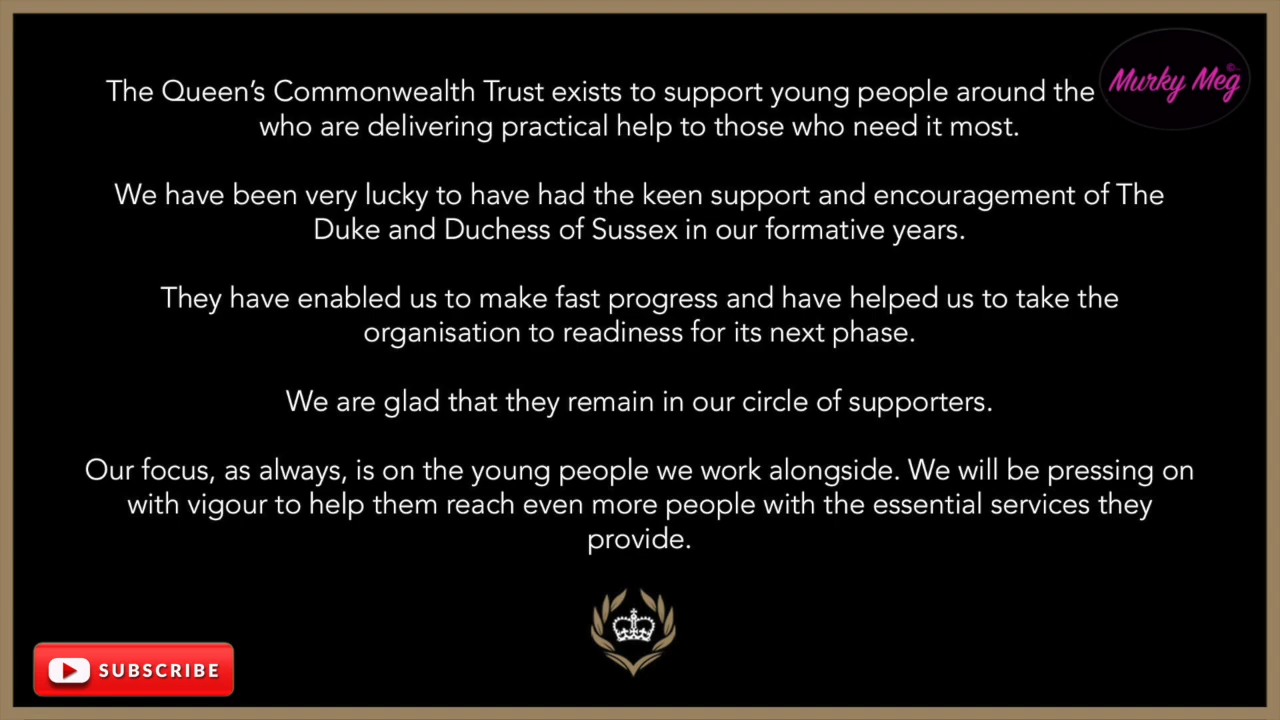 The Queen's Commonwealth Trust exists to support young people around the
who are delivering practical help to those who need it most.
We have been very lucky to have had the keen support and encouragement of The
Duke and Duchess of Sussex in our formative years.
They have enabled us to make fast progress and have helped us to take the
organisation to readiness for its next phase.
We are glad that they remain in our circle of supporters.
Our focus, as always, is on the young people we work alongside. We will be pressing on
with vigour to help them reach even more people with the essential services they
provide.
Murky Meg ©
SUBSCRIBE